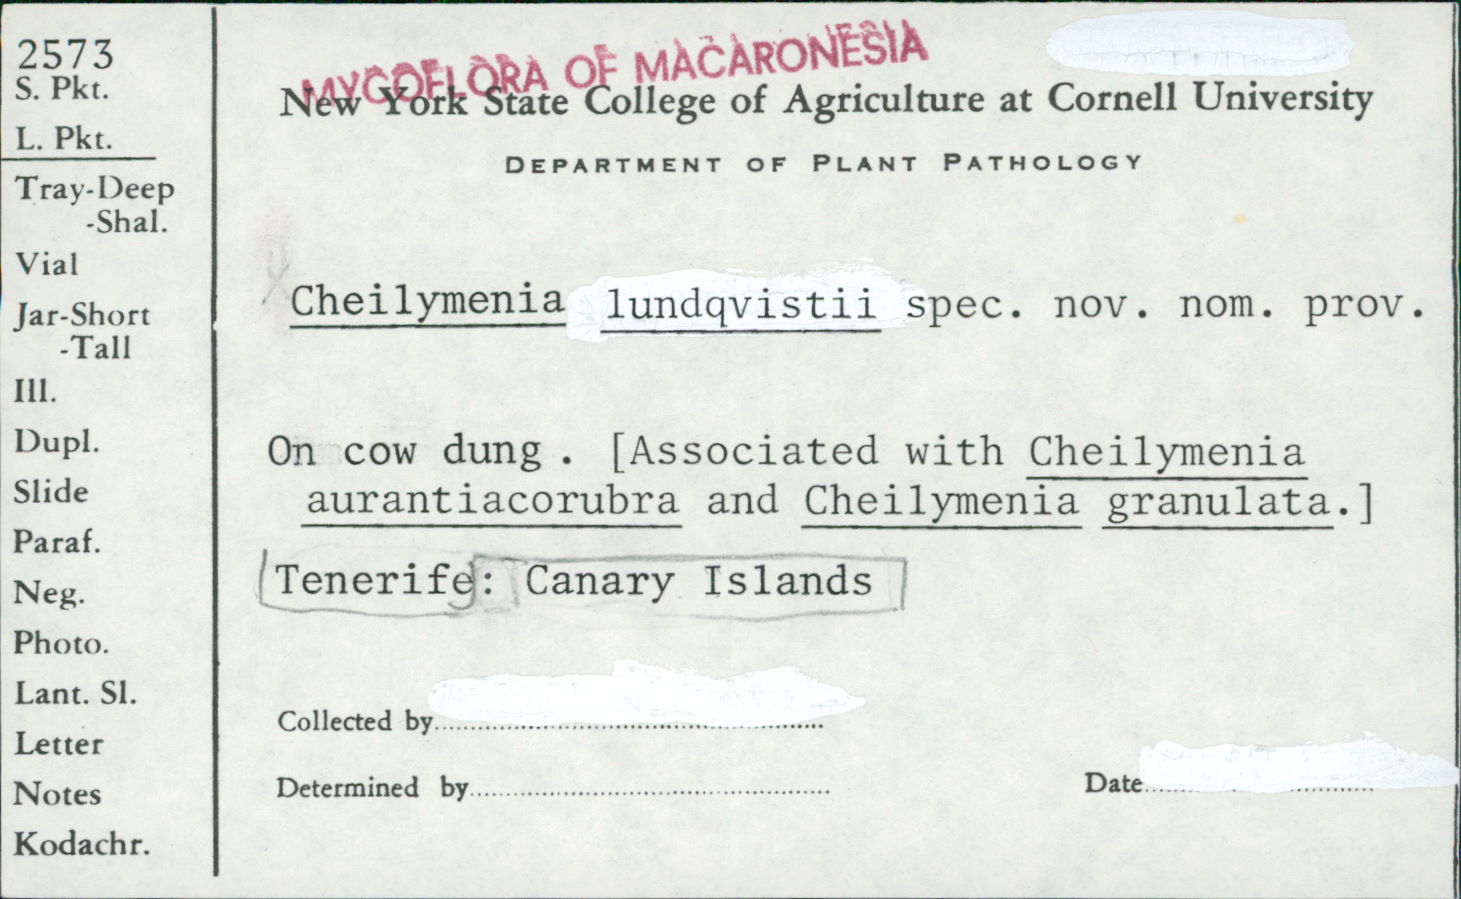 2573
S. Pkt.
L. Pkt.
Tray-Deep
-Shal.
Vial
Jar-Short
-Tall
Ill.
Dupl.
Slide
Paraf.
Neg.
Photo.
Lant. Sl.
Letter
Notes
Kodachr.
MYCOFLORA OF MACARONESIA
New York State College of Agriculture at Cornell University
DEPARTMENT OF PLANT PATHOLOGY
Cheilymenia lundqvistii spec. nov. nom. prov.
On cow dung. [Associated with Cheilymenia
aurantiacorubra and Cheilymenia granulata.]
Tenerife: Canary Islands
Collected by
Determined by
Date